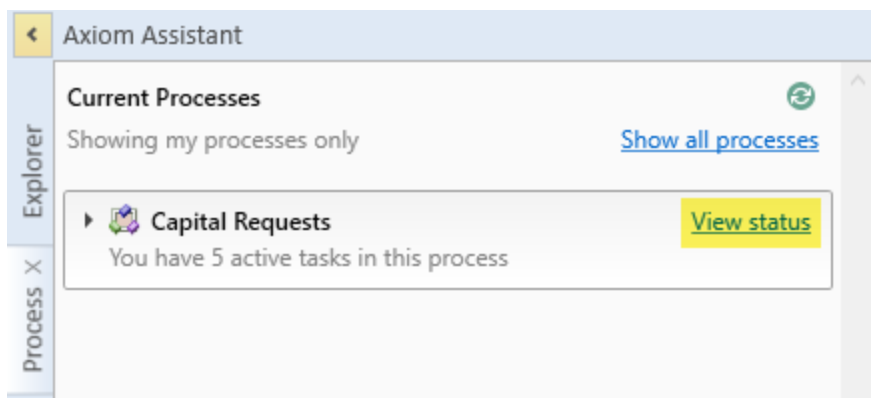 Axiom Assistant
Current Processes
Showing my processes only
Show all processes
Explorer
Capital Requests
View status
You have 5 active tasks in this process
Process X